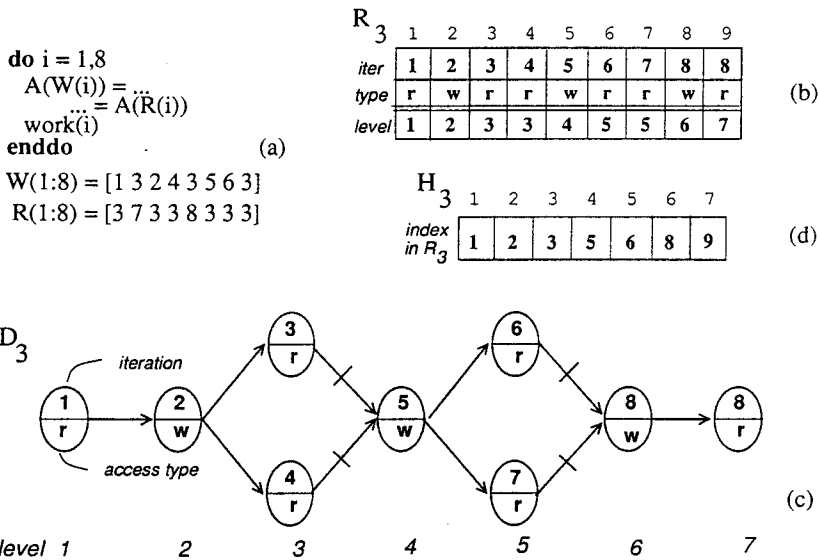 do i = 1,8
A(W(i)) = ...
... = A(R(i))
work(i)
enddo
(a)
W(1:8) = [1 3 2 4 3 5 6 3]
R(1:8) = [3 7 3 3 8 3 3 3]
R3 1 2 3 4 5 6 7 8 9
iter 1 2 3 4 5 6 7 8 8
type r w r r w r r w r
level 1 2 3 3 4 5 5 6 7
(b)
H3 1 2 3 4 5 6 7
index in R3 1 2 3 5 6 8 9
(d)
D3
iteration
3 r
6 r
1 r
2 w
5 w
8 w
8 r
access type
4 r
7 r
(c)
level 1 2 3 4 5 6 7